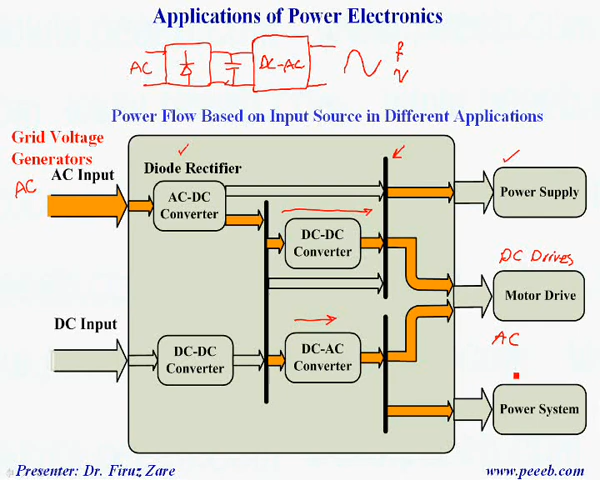 Applications of Power Electronics
AC
DC-AC
f
V
Power Flow Based on Input Source in Different Applications
Grid Voltage
Generators
AC
AC Input
Diode Rectifier
AC-DC
Converter
Power Supply
DC-DC
Converter
DC Drives
Motor Drive
AC
DC Input
DC-DC
Converter
DC-AC
Converter
Power System
Presenter: Dr. Firuz Zare
www.peeeb.com